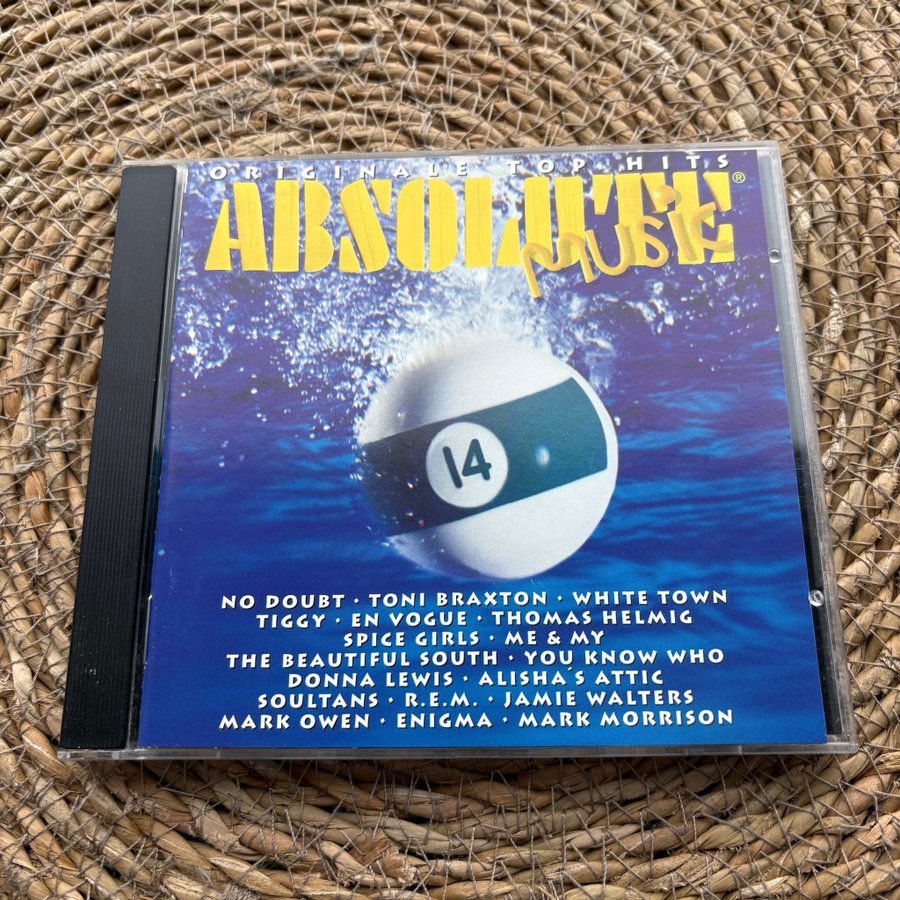 ORIGINALE TOP HITS
ABSOLUTE®
music
14
NO DOUBT · TONI BRAXTON · WHITE TOWN
TIGGY · EN VOGUE · THOMAS HELMIG
SPICE GIRLS · ME & MY
THE BEAUTIFUL SOUTH · YOU KNOW WHO
DONNA LEWIS · ALISHA'S ATTIC
SOULTANS · R.E.M. · JAMIE WALTERS
MARK OWEN · ENIGMA · MARK MORRISON